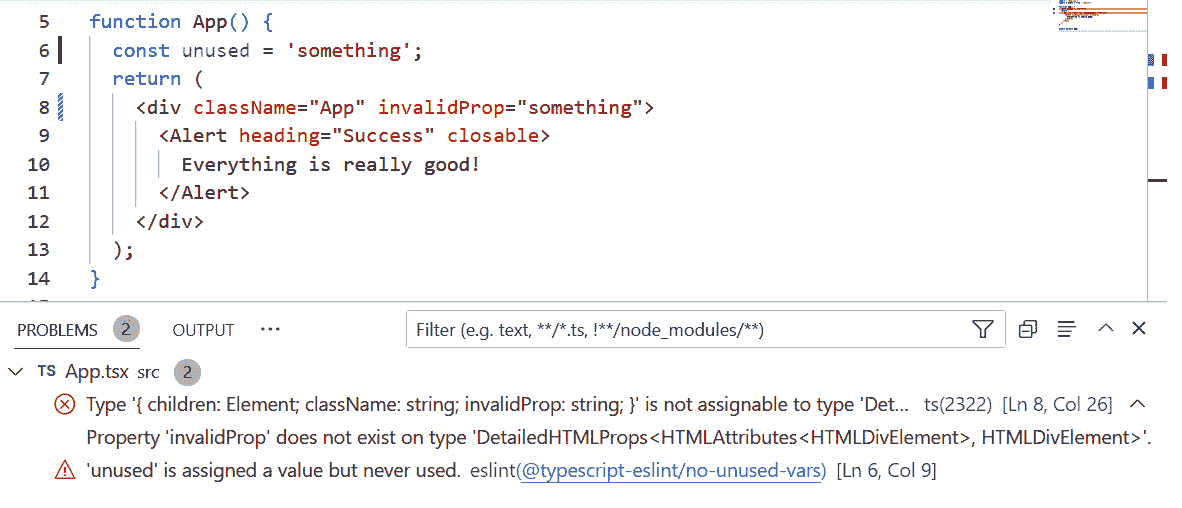 5 function App() {
6 const unused = 'something';
7 return (
8 <div className="App" invalidProp="something">
9 <Alert heading="Success" closable>
10 Everything is really good!
11 </Alert>
12 </div>
13 );
14 }
PROBLEMS 2 OUTPUT ··· Filter (e.g. text, **/*.ts, !**/node_modules/**)
TS App.tsx src 2
Type '{ children: Element; className: string; invalidProp: string; }' is not assignable to type 'Det... ts(2322) [Ln 8, Col 26]
Property 'invalidProp' does not exist on type 'DetailedHTMLProps<HTMLAttributes<HTMLDivElement>, HTMLDivElement>'.
'unused' is assigned a value but never used. eslint(@typescript-eslint/no-unused-vars) [Ln 6, Col 9]